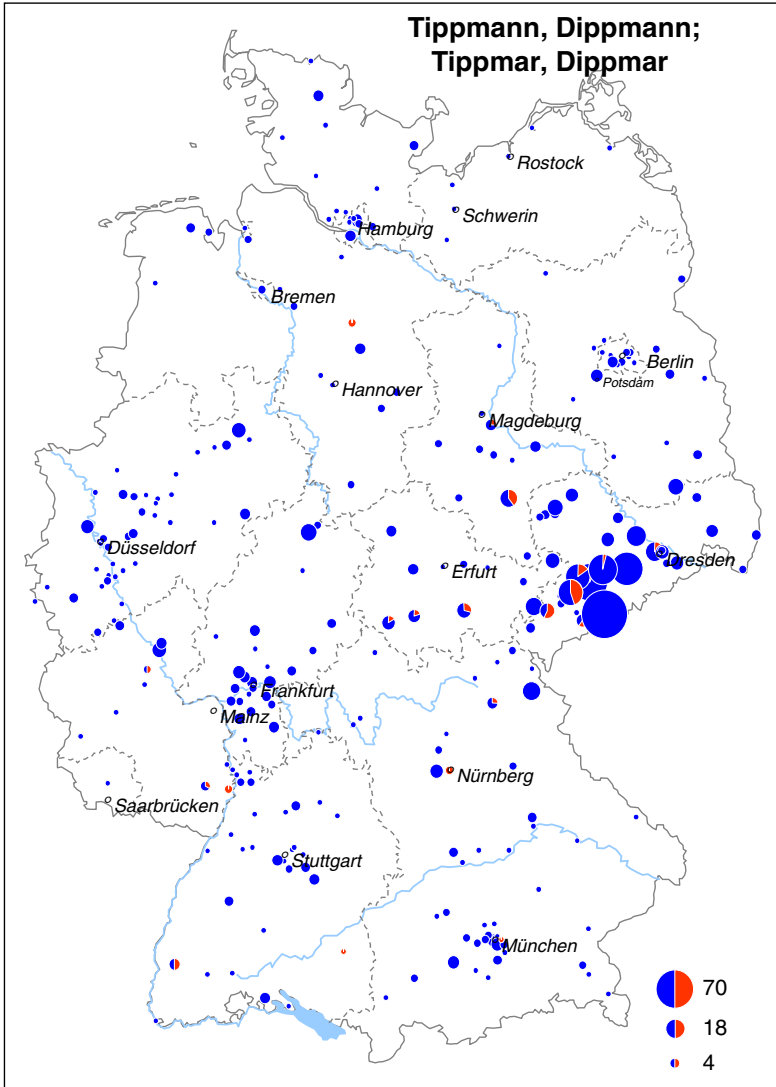 Tippmann, Dippmann;
Tippmar, Dippmar
Rostock
Schwerin
Hamburg
Bremen
Berlin
Potsdam
Hannover
Magdeburg
Düsseldorf
Dresden
Erfurt
Frankfurt
Mainz
Nürnberg
Saarbrücken
Stuttgart
München
70
18
4